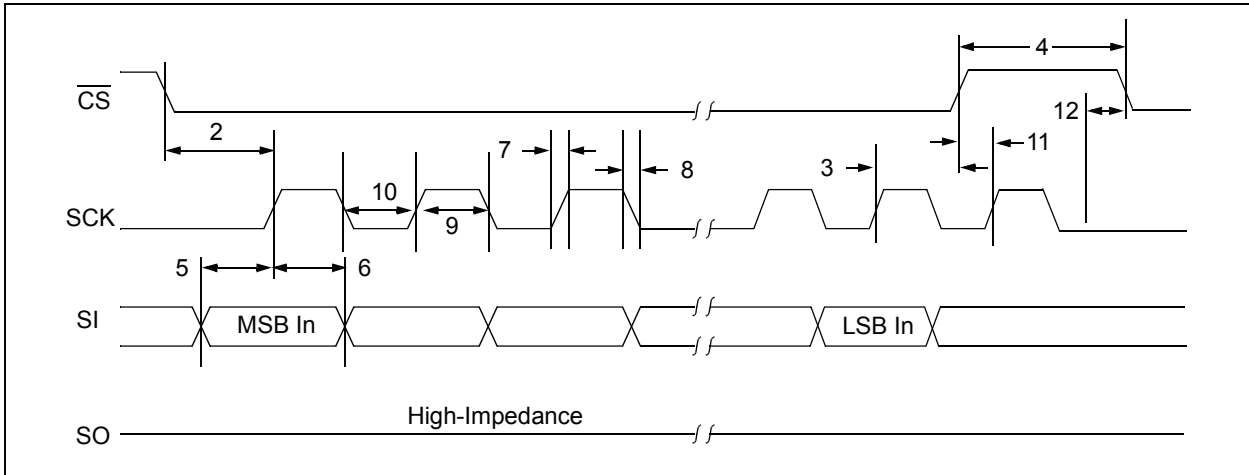 4
CS
12
2
11
7
3
8
10
SCK
9
5
6
SI
MSB In
LSB In
High-Impedance
SO